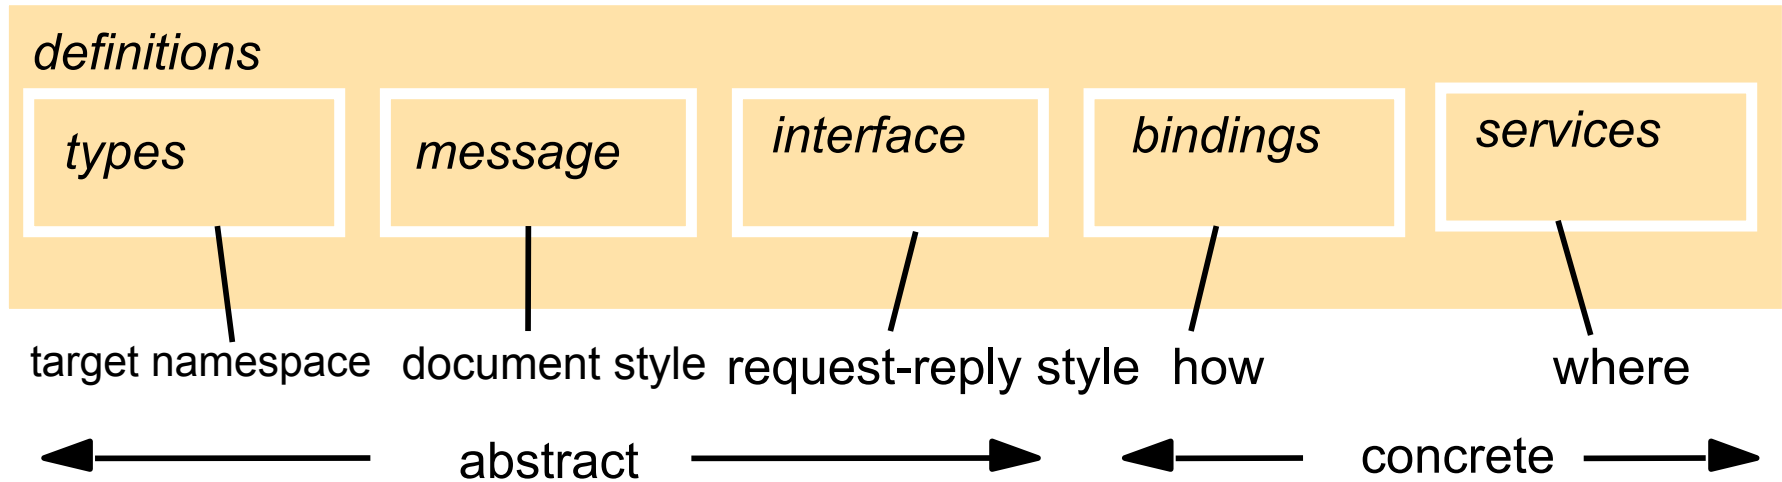 definitions
types message interface bindings services
target namespace document style request-reply style how where
abstract concrete